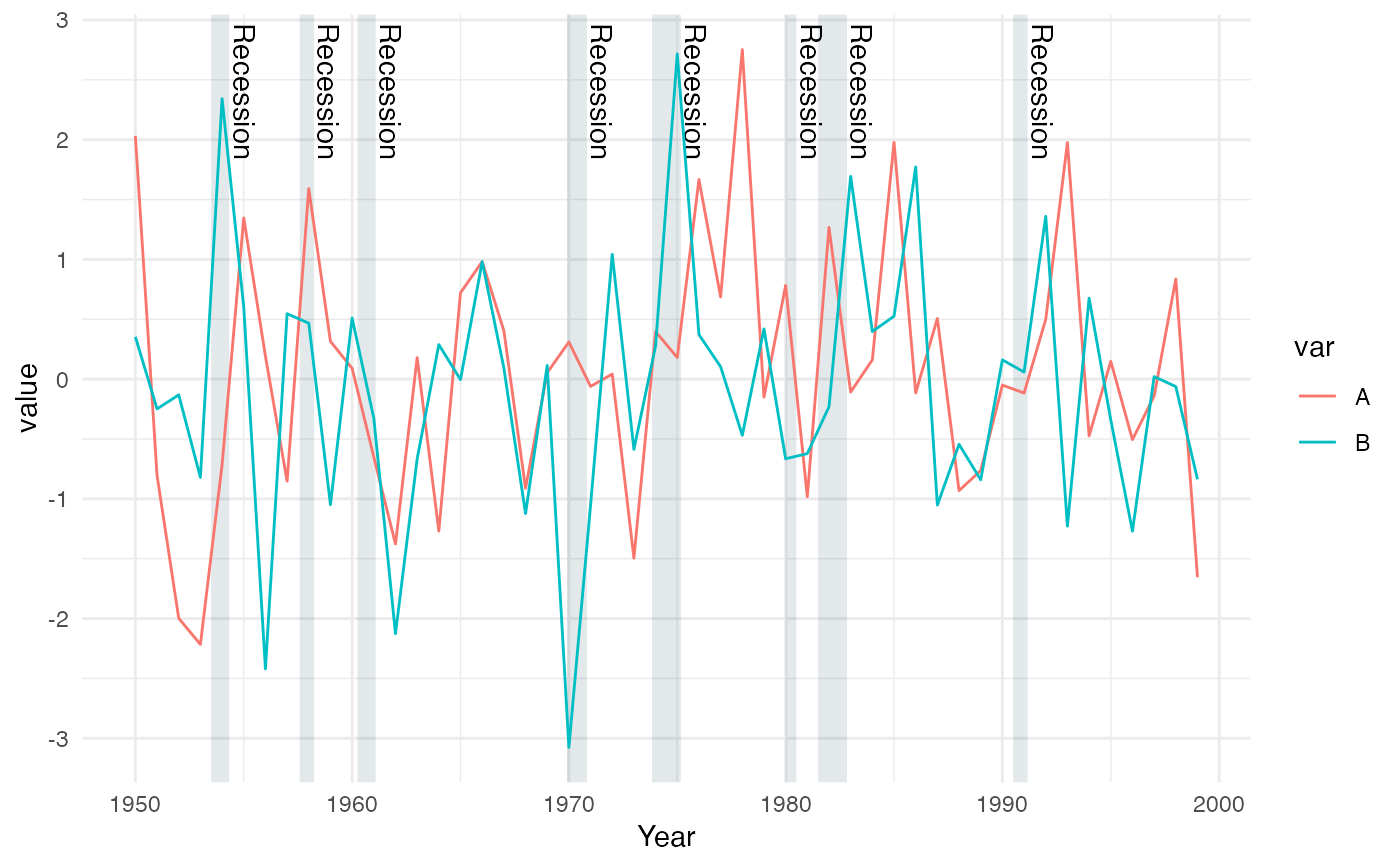 3
2
1
0
-1
-2
-3
value
Recession
Recession
Recession
Recession
Recession
Recession
Recession
Recession
1950
1960
1970
1980
1990
2000
Year
var
A
B